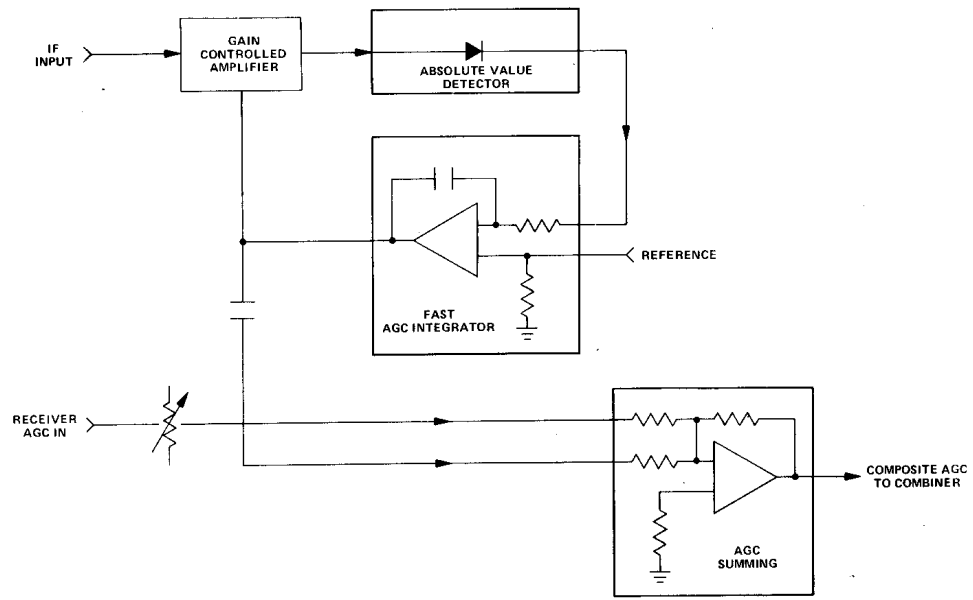 IF
INPUT
GAIN
CONTROLLED
AMPLIFIER
ABSOLUTE VALUE
DETECTOR
REFERENCE
FAST
AGC INTEGRATOR
RECEIVER
AGC IN
COMPOSITE AGC
TO COMBINER
AGC
SUMMING